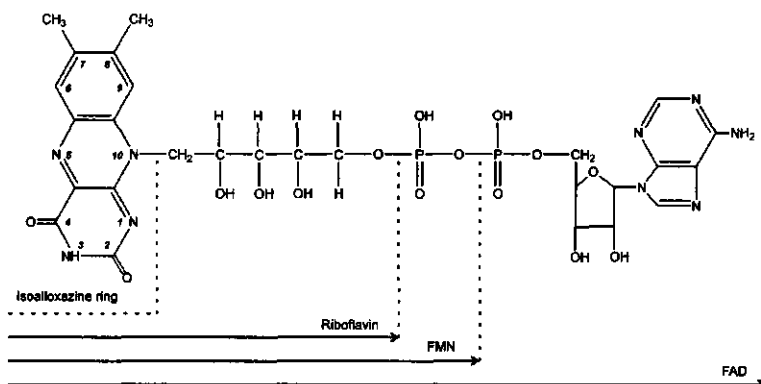 CH₃ CH₃
7 8
6 9
H H H H OH OH
N 5 10 N CH₂ C C C C O P O P O CH₂ N N NH₂
OH OH OH H O O O N N
O 4 1 N
NH 3 2 OH OH
O
Isoalloxazine ring
Riboflavin
FMN
FAD